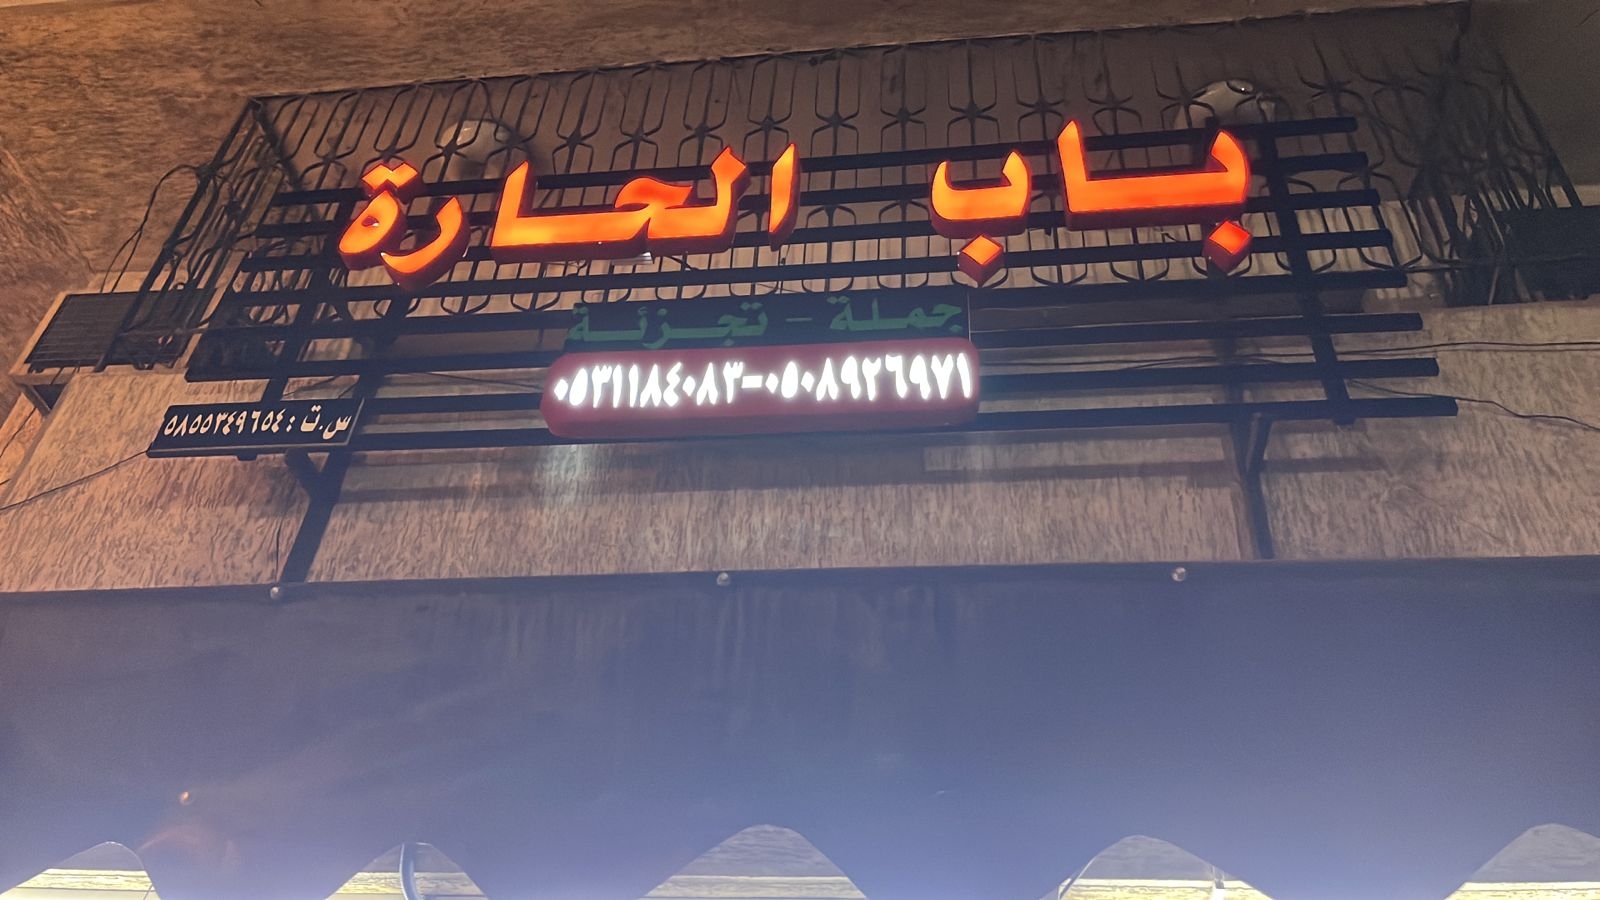 باب الحارة
جملة - تجزئة
٠٥٣١١٨٤٠٨٣-٠٥٠٨٩٢٦٩٧١
س.ت : ٥٨٥٥٣٤٩٦٥٤